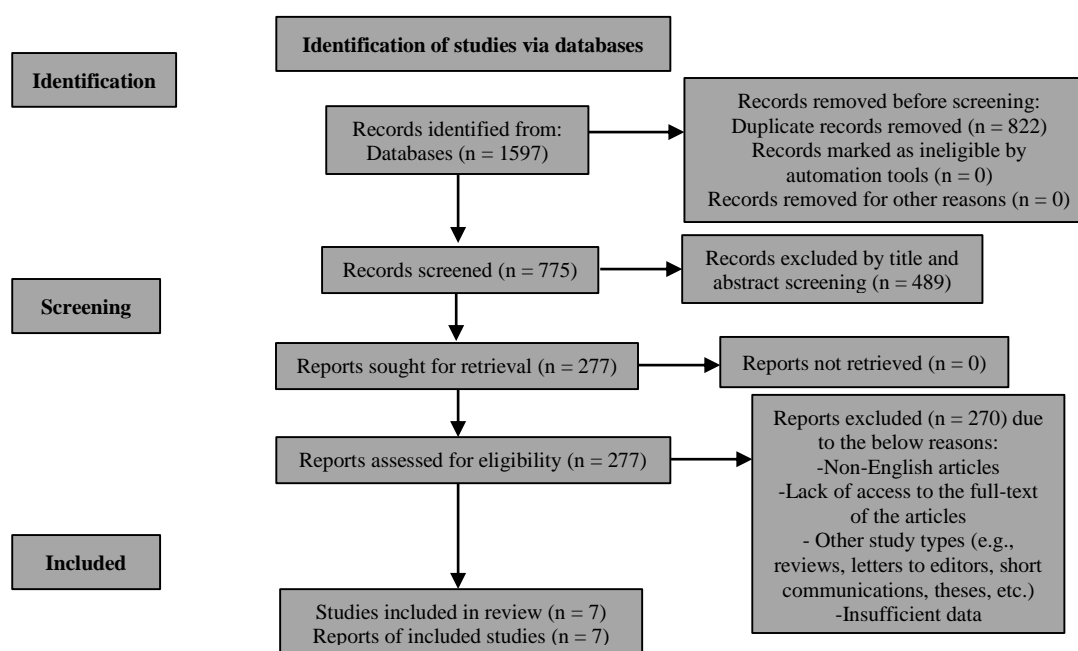 Identification of studies via databases
Identification
Records identified from:
Databases (n = 1597)
Records removed before screening:
Duplicate records removed (n = 822)
Records marked as ineligible by
automation tools (n = 0)
Records removed for other reasons (n = 0)
Screening
Records screened (n = 775)
Records excluded by title and
abstract screening (n = 489)
Reports sought for retrieval (n = 277)
Reports not retrieved (n = 0)
Reports assessed for eligibility (n = 277)
Reports excluded (n = 270) due
to the below reasons:
-Non-English articles
-Lack of access to the full-text
of the articles
- Other study types (e.g.,
reviews, letters to editors, short
communications, theses, etc.)
-Insufficient data
Included
Studies included in review (n = 7)
Reports of included studies (n = 7)